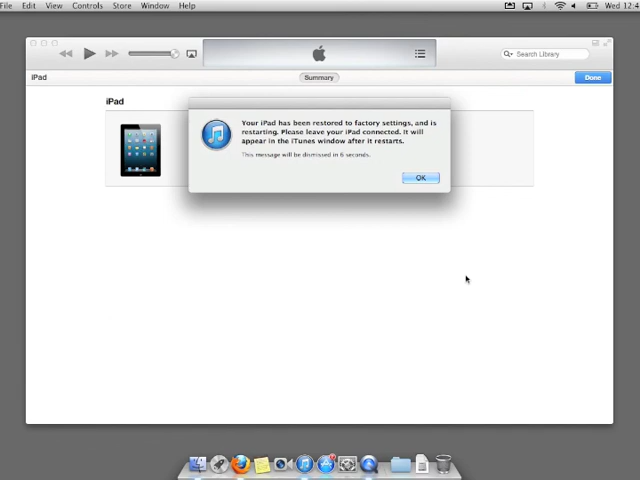 File Edit View Controls Store Window Help Wed 12:4
Search Library
iPad Summary Done
iPad
Your iPad has been restored to factory settings, and is
restarting. Please leave your iPad connected. It will
appear in the iTunes window after it restarts.
This message will be dismissed in 6 seconds.
OK